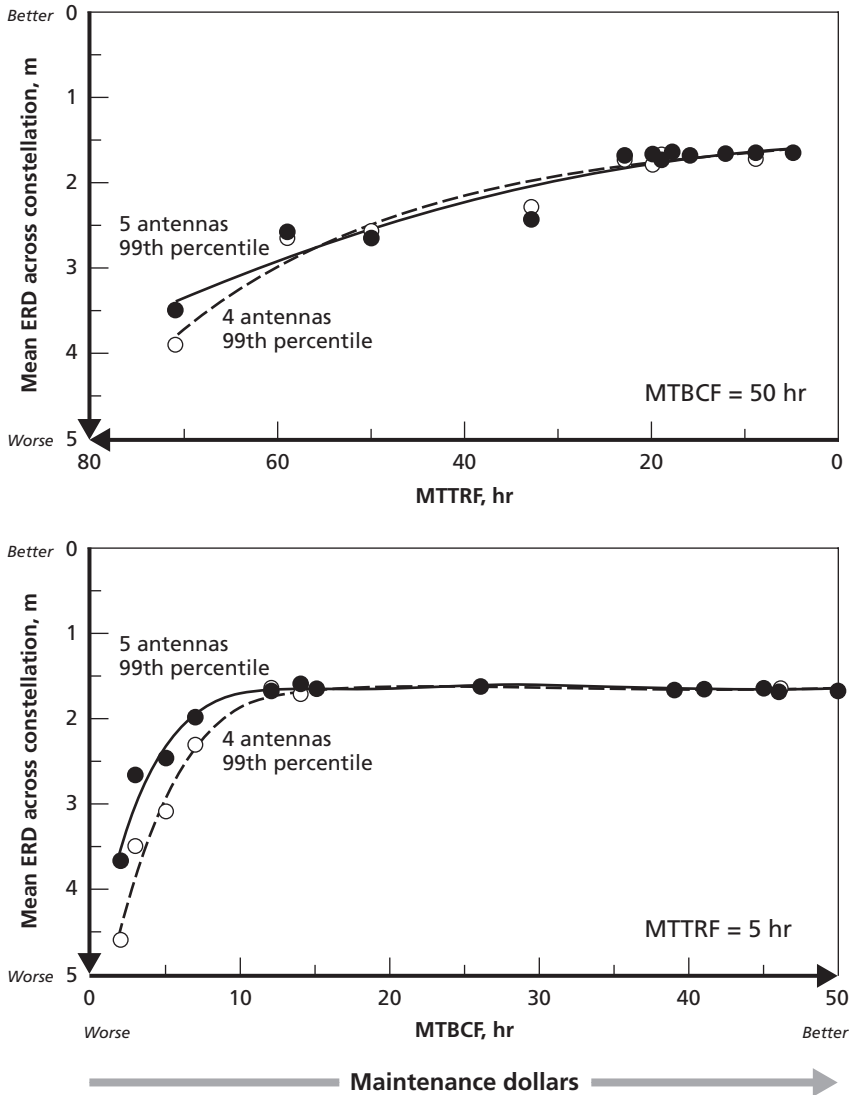 Better 0
1
2
3
4
Worse 5
Mean ERD across constellation, m
5 antennas
99th percentile
4 antennas
99th percentile
MTBCF = 50 hr
80 60 40 20 0
MTTRF, hr
Better 0
1
2
3
4
Worse 5
Mean ERD across constellation, m
5 antennas
99th percentile
4 antennas
99th percentile
MTTRF = 5 hr
0 10 20 30 40 50
Worse MTBCF, hr Better
Maintenance dollars